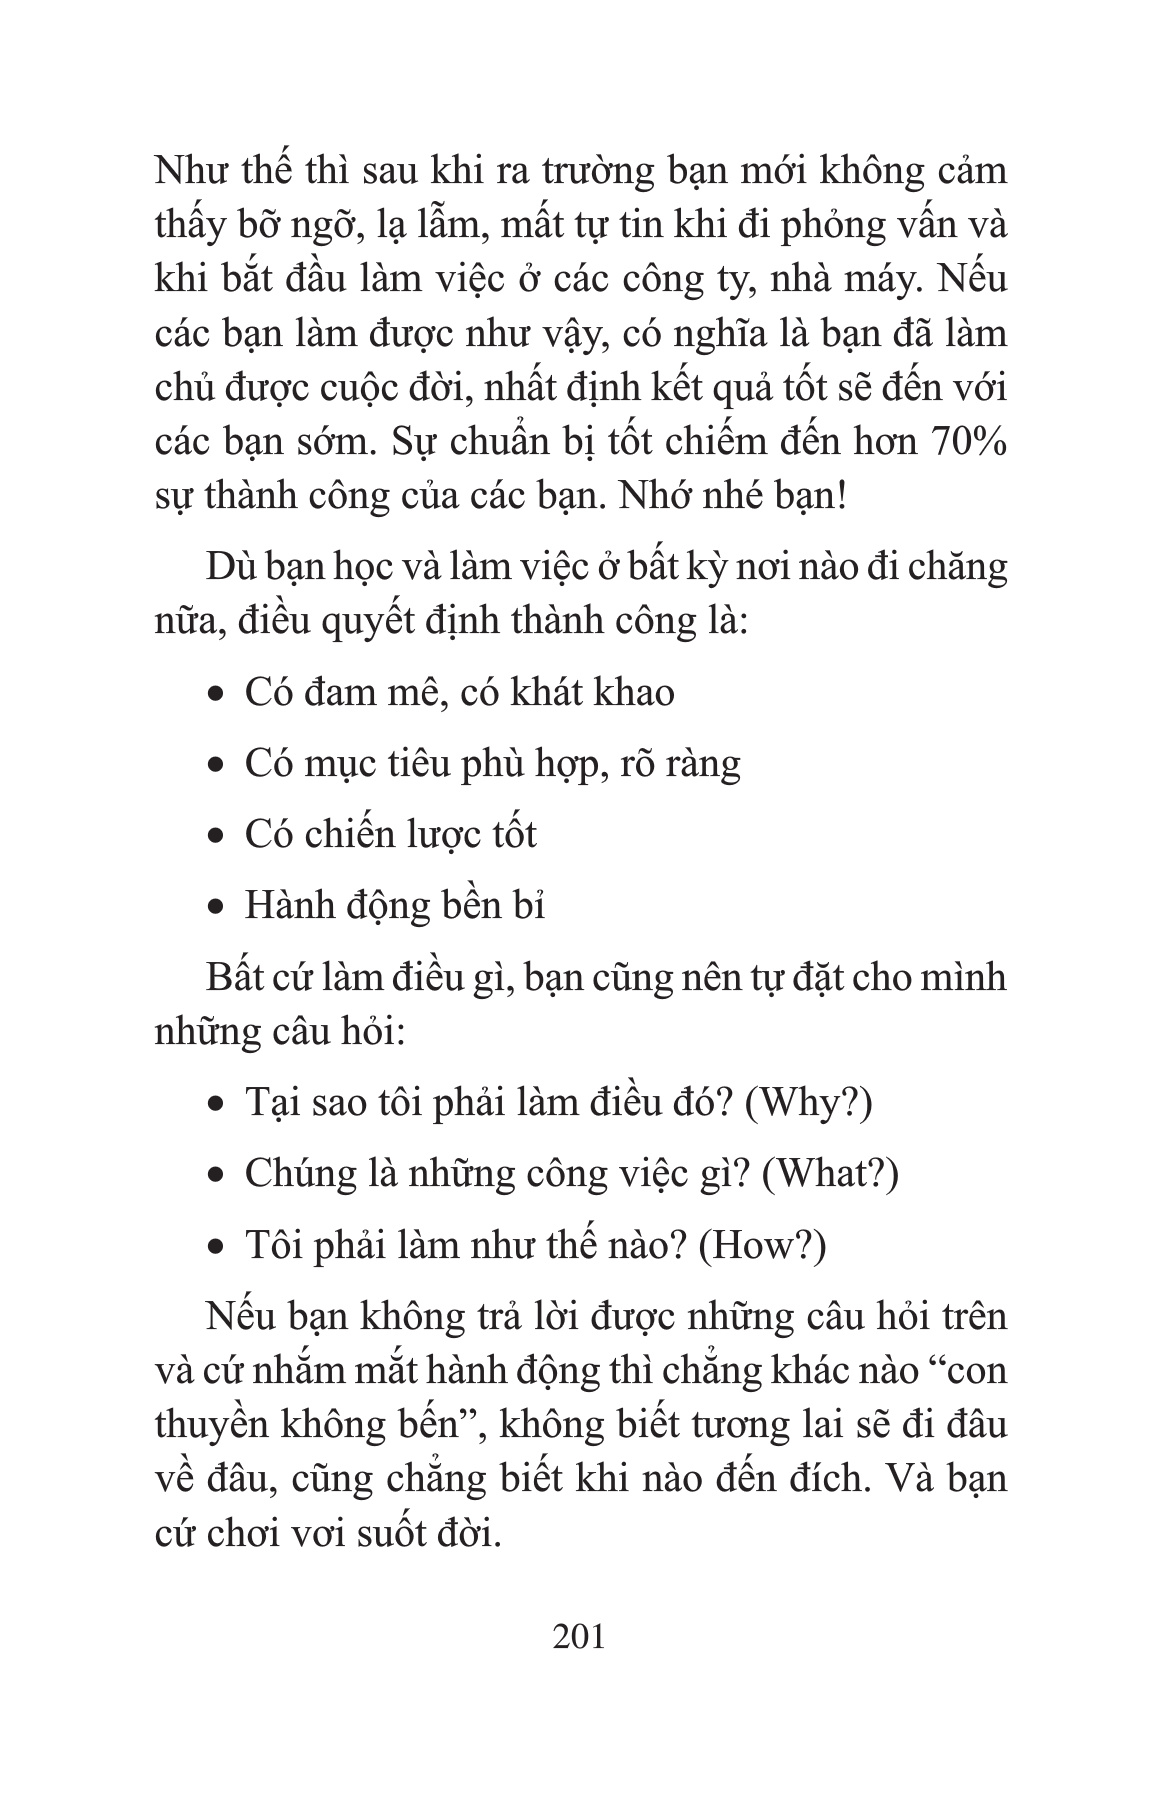 Như thế thì sau khi ra trường bạn mới không cảm
thấy bỡ ngỡ, lạ lẫm, mất tự tin khi đi phỏng vấn và
khi bắt đầu làm việc ở các công ty, nhà máy. Nếu
các bạn làm được như vậy, có nghĩa là bạn đã làm
chủ được cuộc đời, nhất định kết quả tốt sẽ đến với
các bạn sớm. Sự chuẩn bị tốt chiếm đến hơn 70%
sự thành công của các bạn. Nhớ nhé bạn!
Dù bạn học và làm việc ở bất kỳ nơi nào đi chăng
nữa, điều quyết định thành công là:
• Có đam mê, có khát khao
• Có mục tiêu phù hợp, rõ ràng
• Có chiến lược tốt
• Hành động bền bỉ
Bất cứ làm điều gì, bạn cũng nên tự đặt cho mình
những câu hỏi:
• Tại sao tôi phải làm điều đó? (Why?)
• Chúng là những công việc gì? (What?)
• Tôi phải làm như thế nào? (How?)
Nếu bạn không trả lời được những câu hỏi trên
và cứ nhắm mắt hành động thì chẳng khác nào “con
thuyền không bến”, không biết tương lai sẽ đi đâu
về đâu, cũng chẳng biết khi nào đến đích. Và bạn
cứ chơi vơi suốt đời.
201